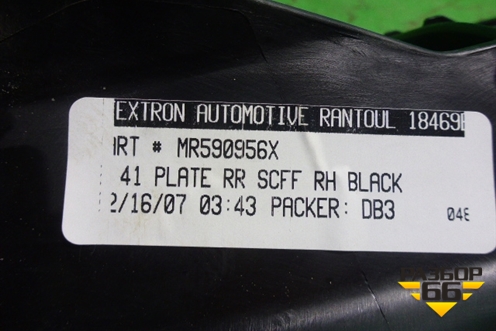 EXTRON AUTOMOTIVE RANTOUL 18469
ART # MR590956X
41 PLATE RR SCFF RH BLACK
2/16/07 03:43 PACKER: DB3 04
РАЗБОР
66